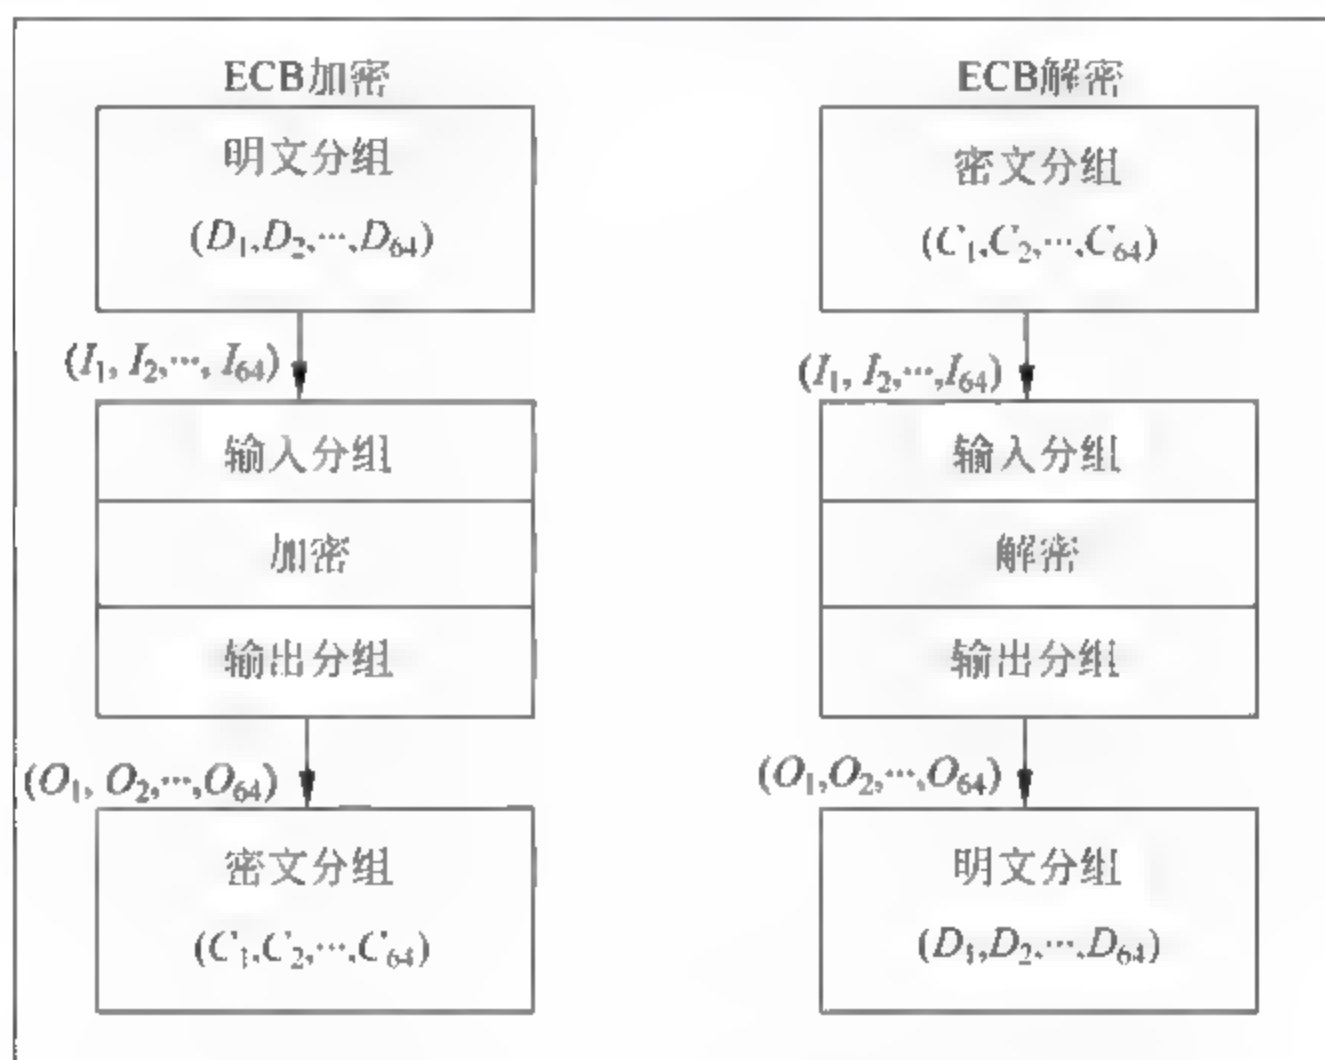 ECB加密
明文分组
(D₁,D₂,⋯,D₆₄)
(I₁, I₂,⋯, I₆₄)
输入分组
加密
输出分组
(O₁, O₂,⋯,O₆₄)
密文分组
(C₁,C₂,⋯,C₆₄)
ECB解密
密文分组
(C₁,C₂,⋯,C₆₄)
(I₁, I₂,⋯,I₆₄)
输入分组
解密
输出分组
(O₁,O₂,⋯,O₆₄)
明文分组
(D₁,D₂,⋯,D₆₄)